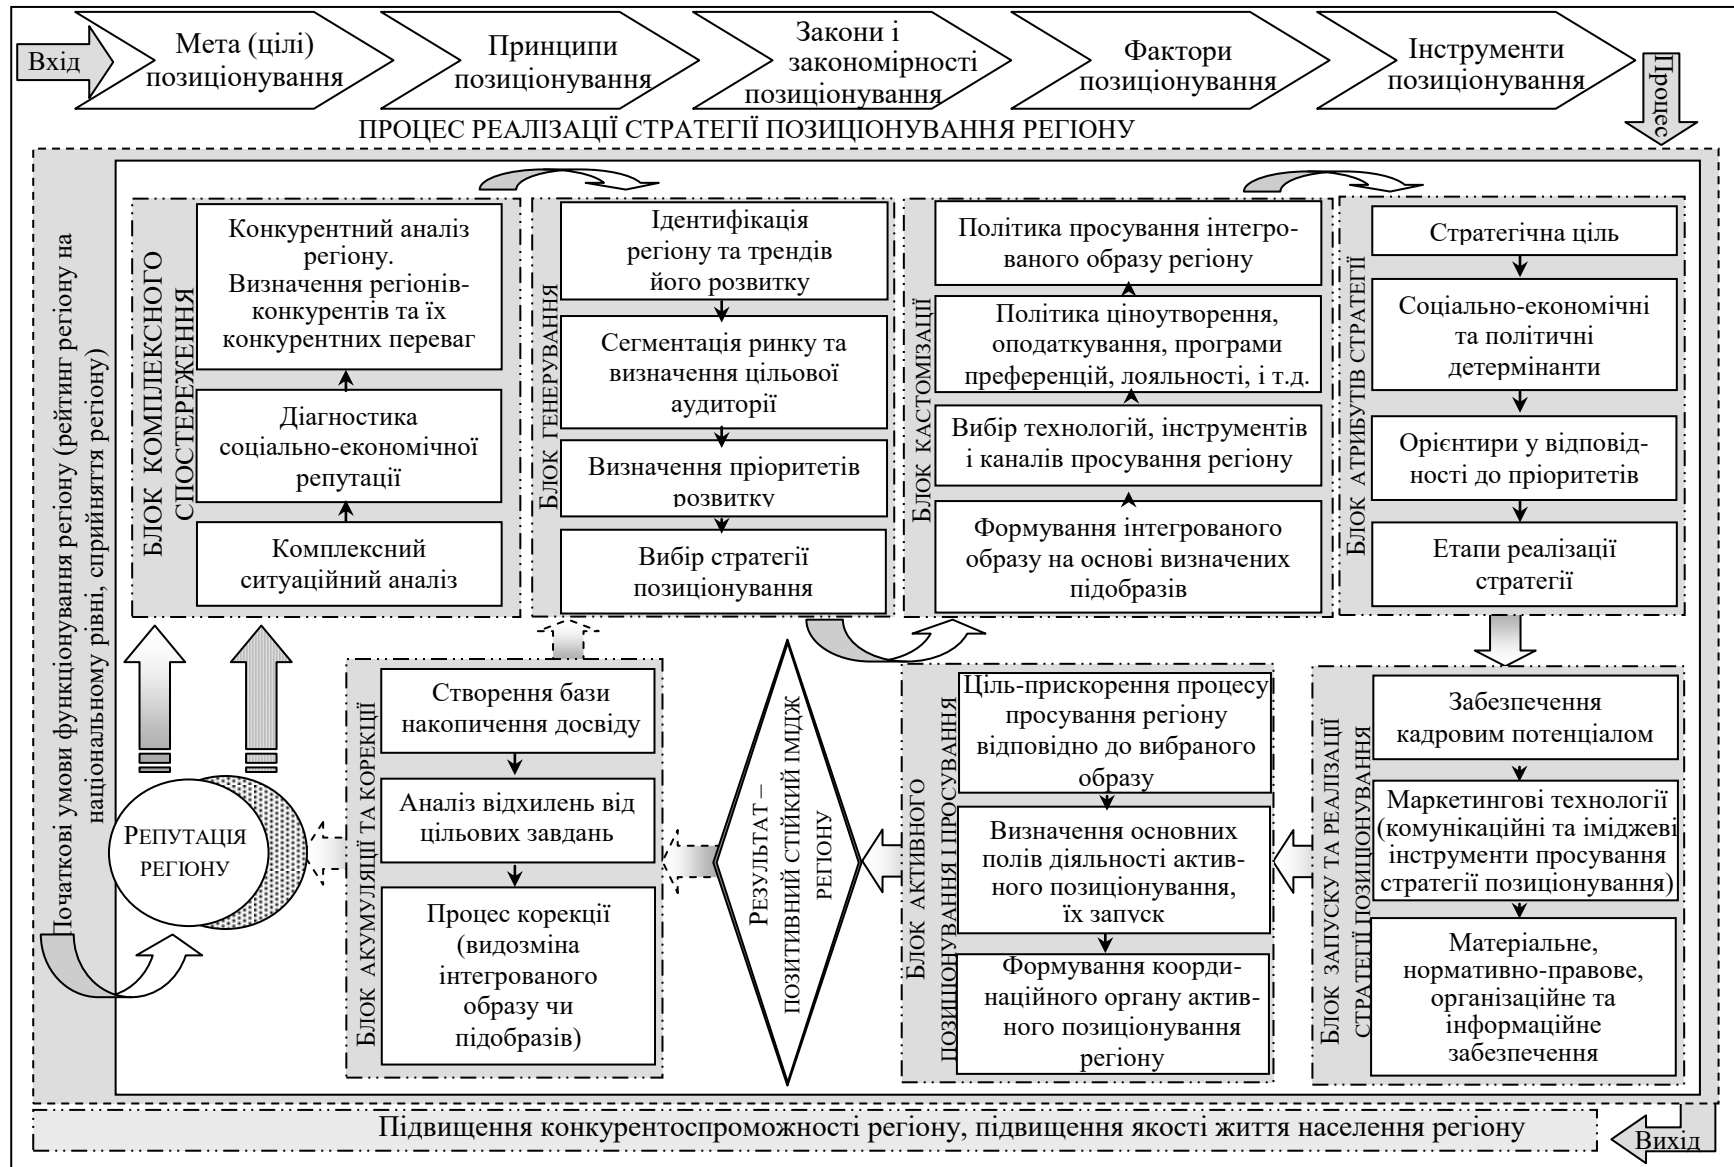 Вхід
Мета (цілі)
позиціонування
Принципи
позиціонування
Закони і
закономірності
позиціонування
Фактори
позиціонування
Інструменти
позиціонування
Процес
ПРОЦЕС РЕАЛІЗАЦІЇ СТРАТЕГІЇ ПОЗИЦІОНУВАННЯ РЕГІОНУ
Початкові умови функціонування регіону (рейтинг регіону на
національному рівні, сприйняття регіону)
БЛОК КОМПЛЕКСНОГО
СПОСТЕРЕЖЕННЯ
Конкурентний аналіз
регіону.
Визначення регіонів-
конкурентів та їх
конкурентних переваг
Діагностика
соціально-економічної
репутації
Комплексний
ситуаційний аналіз
БЛОК ГЕНЕРУВАННЯ
Ідентифікація
регіону та трендів
його розвитку
Сегментація ринку та
визначення цільової
аудиторії
Визначення пріоритетів
розвитку
Вибір стратегії
позиціонування
БЛОК КАСТОМІЗАЦІЇ
Політика просування інтегро-
ваного образу регіону
Політика ціноутворення,
оподаткування, програми
преференцій, лояльності, і т.д.
Вибір технологій, інструментів
і каналів просування регіону
Формування інтегрованого
образу на основі визначених
підобразів
БЛОК АТРИБУТІВ СТРАТЕГІЇ
Стратегічна ціль
Соціально-економічні
та політичні
детермінанти
Орієнтири у відповід-
ності до пріоритетів
Етапи реалізації
стратегії
РЕПУТАЦІЯ
РЕГІОНУ
БЛОК АКУМУЛЯЦІЇ ТА КОРЕКЦІЇ
Створення бази
накопичення досвіду
Аналіз відхилень від
цільових завдань
Процес корекції
(видозміна
інтегрованого
образу чи
підобразів)
РЕЗУЛЬТАТ –
ПОЗИТИВНИЙ СТІЙКИЙ ІМІДЖ
РЕГІОНУ
БЛОК АКТИВНОГО
ПОЗИЦІОНУВАННЯ І ПРОСУВАННЯ
Ціль-прискорення процесу
просування регіону
відповідно до вибраного
образу
Визначення основних
полів діяльності актив-
ного позиціонування,
їх запуск
Формування коорди-
наційного органу актив-
ного позиціонування
регіону
БЛОК ЗАПУСКУ ТА РЕАЛІЗАЦІЇ
СТРАТЕГІЇ ПОЗИЦІОНУВАННЯ
Забезпечення
кадровим потенціалом
Маркетингові технології
(комунікаційні та іміджеві
інструменти просування
стратегії позиціонування)
Матеріальне,
нормативно-правове,
організаційне та
інформаційне
забезпечення
Підвищення конкурентоспроможності регіону, підвищення якості життя населення регіону
Вихід